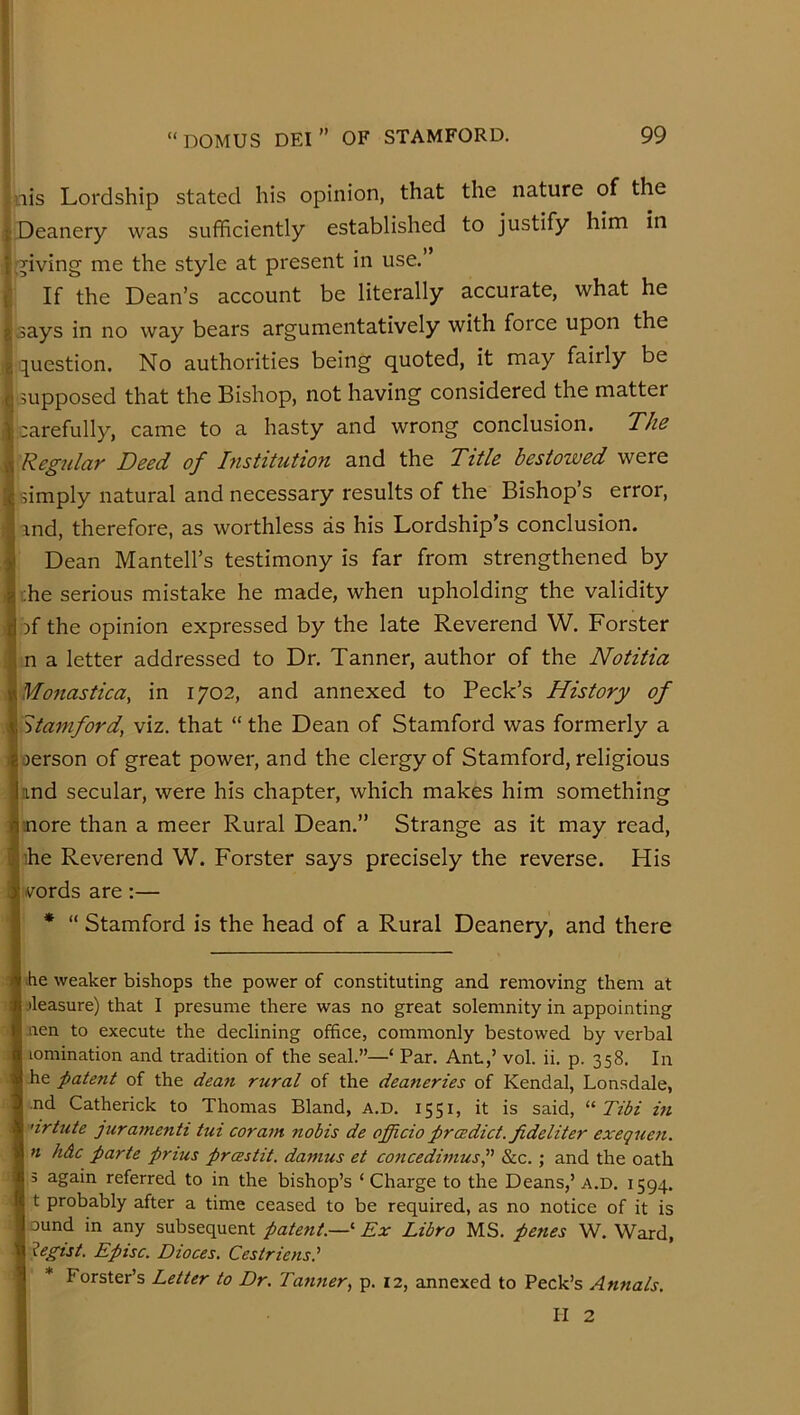 “DOMUS DEI” OF STAMFORD. 99
nis Lordship stated his opinion, that the nature of the
Deanery was sufficiently established to justify him in
giving me the style at present in use.”
If the Dean’s account be literally accurate, what he
says in no way bears argumentatively with force upon the
question. No authorities being quoted, it may fairly be
supposed that the Bishop, not having considered the matter
carefully, came to a hasty and wrong conclusion. The
Regular Deed of Institution and the Title bestowed were
simply natural and necessary results of the Bishop’s error,
and, therefore, as worthless as his Lordship’s conclusion.
Dean Mantell’s testimony is far from strengthened by
the serious mistake he made, when upholding the validity
of the opinion expressed by the late Reverend W. Forster
n a letter addressed to Dr. Tanner, author of the Notitia
Monastica, in 1702, and annexed to Peck’s History of
Stamford, viz. that “the Dean of Stamford was formerly a
person of great power, and the clergy of Stamford, religious
and secular, were his chapter, which makes him something
more than a meer Rural Dean.” Strange as it may read,
the Reverend W. Forster says precisely the reverse. His
words are:—
* “Stamford is the head of a Rural Deanery, and there
he weaker bishops the power of constituting and removing them at
pleasure) that I presume there was no great solemnity in appointing
nen to execute the declining office, commonly bestowed by verbal
nomination and tradition of the seal.”—‘Par. Ant.,’ vol. ii. p. 358. In
he patent of the dean rural of the deaneries of Kendal, Lonsdale,
nd Catherick to Thomas Bland, A.D. 1551, it is said, “Tibi in
virtute juramenti tui coram nobis de officio prædict. fideliter exequen.
n hâc parte prius præstit. damus et concedimus,” &c.; and the oath
s again referred to in the bishop’s ‘Charge to the Deans,’ A.D. 1594.
t probably after a time ceased to be required, as no notice of it is
ound in any subsequent patent.—‘Ex Libro MS. penes W. Ward,
Regist. Episc. Dioces. Cestriens.’
* Forster’s Letter to Dr. Tanner, p. 12, annexed to Peck’s Annals.
H 2